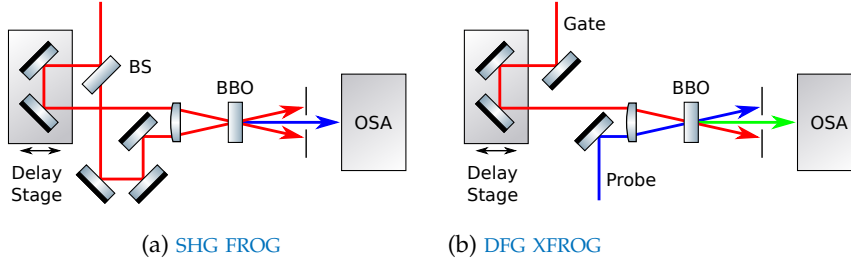 BS
BBO
OSA
Delay
Stage
(a) SHG FROG
Gate
BBO
OSA
Delay
Stage
Probe
(b) DFG XFROG